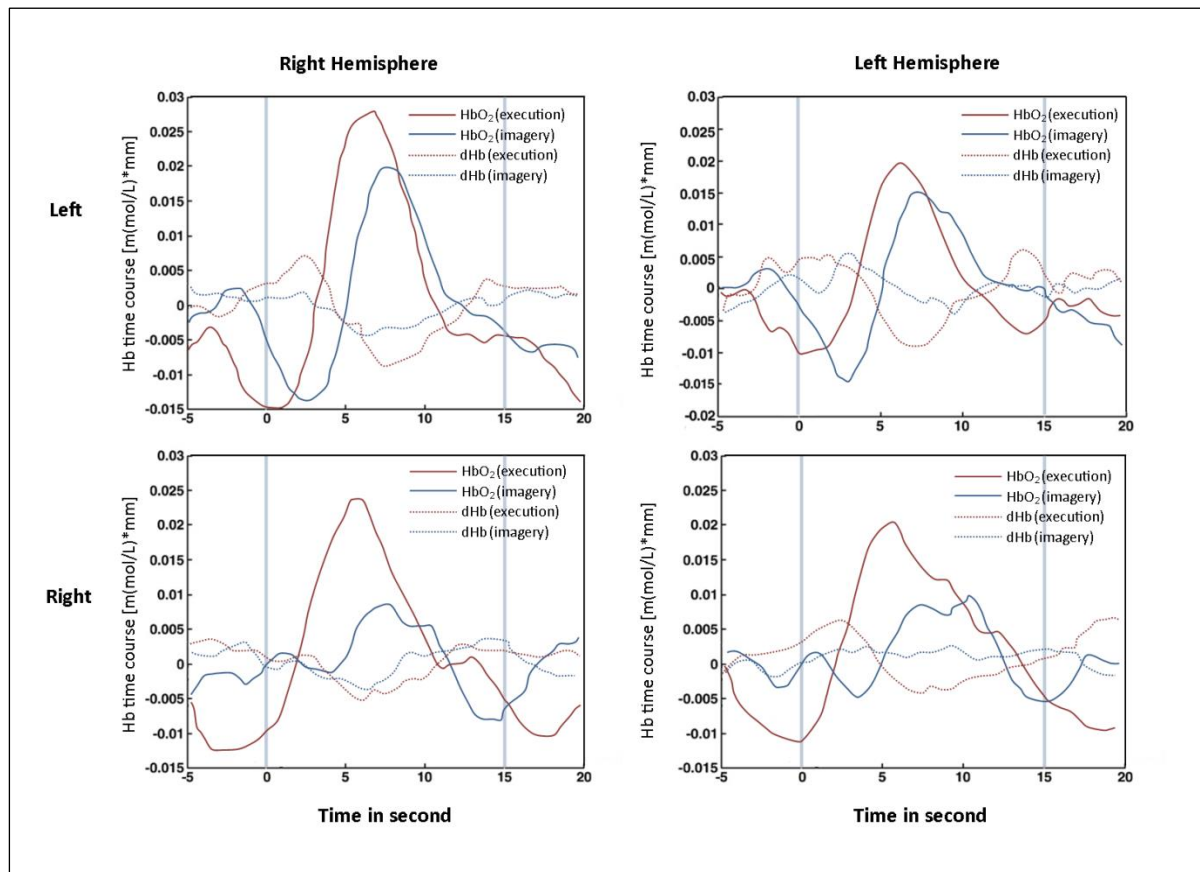 Right Hemisphere
Left Hemisphere
Left
Hb time course [m(mol/L)*mm]
0.03
0.025
0.02
0.015
0.01
0.005
0
-0.005
-0.01
-0.015
-5
0
5
10
15
20
HbO₂(execution)
HbO₂(imagery)
dHb(execution)
dHb(imagery)
Hb time course [m(mol/L)*mm]
0.03
0.025
0.02
0.015
0.01
0.005
0
-0.005
-0.01
-0.015
-0.02
-5
0
5
10
15
20
HbO₂(execution)
HbO₂(imagery)
dHb(execution)
dHb(imagery)
Right
Hb time course [m(mol/L)*mm]
0.03
0.025
0.02
0.015
0.01
0.005
0
-0.005
-0.01
-0.015
-5
0
5
10
15
20
HbO₂(execution)
HbO₂(imagery)
dHb(execution)
dHb(imagery)
Hb time course [m(mol/L)*mm]
0.03
0.025
0.02
0.015
0.01
0.005
0
-0.005
-0.01
-0.015
-5
0
5
10
15
20
HbO₂(execution)
HbO₂(imagery)
dHb(execution)
dHb(imagery)
Time in second
Time in second